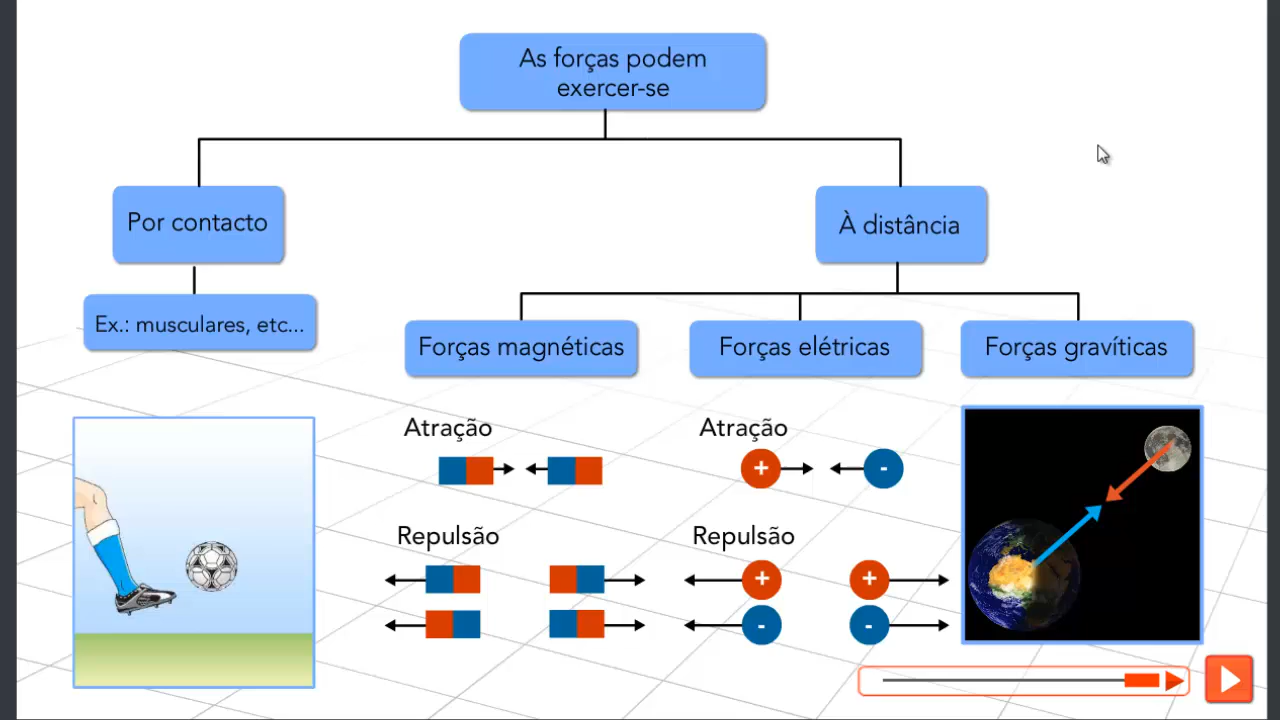 As forças podem
exercer-se
Por contacto
À distância
Ex.: musculares, etc...
Forças magnéticas
Forças elétricas
Forças gravíticas
Atração
Atração
+
-
Repulsão
Repulsão
+
+
-
-